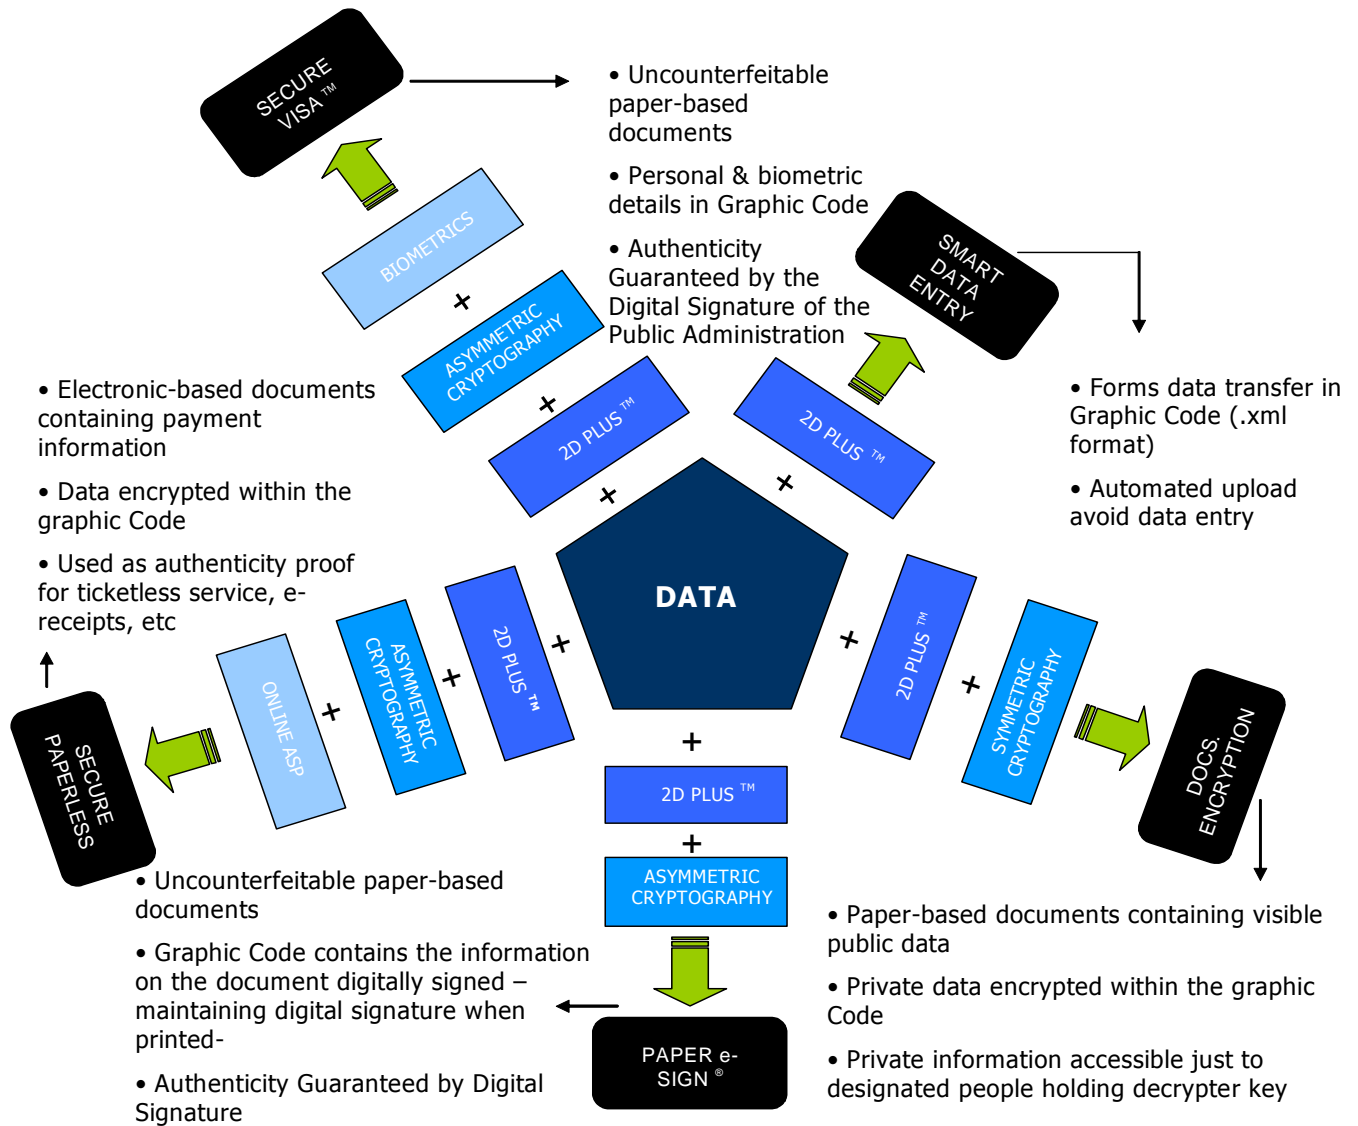 SECURE
VISA ™
• Uncounterfeitable
paper-based
documents
• Personal & biometric
details in Graphic Code
• Authenticity
Guaranteed by the
Digital Signature of the
Public Administration
BIOMETRICS
+
ASYMMETRIC
CRYPTOGRAPHY
+
2D PLUS ™
+
SMART
DATA
ENTRY
2D PLUS ™
+
• Forms data transfer in
Graphic Code (.xml
format)
• Automated upload
avoid data entry
• Electronic-based documents
containing payment
information
• Data encrypted within the
graphic Code
• Used as authenticity proof
for ticketless service, e-
receipts, etc
SECURE
PAPERLESS
ONLINE ASP
+
ASYMMETRIC
CRYPTOGRAPHY
+
2D PLUS ™
+
DATA
+
2D PLUS ™
+
SYMMETRIC
CRYPTOGRAPHY
DOCS.
ENCRYPTION
+
2D PLUS ™
+
ASYMMETRIC
CRYPTOGRAPHY
PAPER e-
SIGN ®
• Uncounterfeitable paper-based
documents
• Graphic Code contains the information
on the document digitally signed –
maintaining digital signature when
printed-
• Authenticity Guaranteed by Digital
Signature
• Paper-based documents containing visible
public data
• Private data encrypted within the graphic
Code
• Private information accessible just to
designated people holding decrypter key